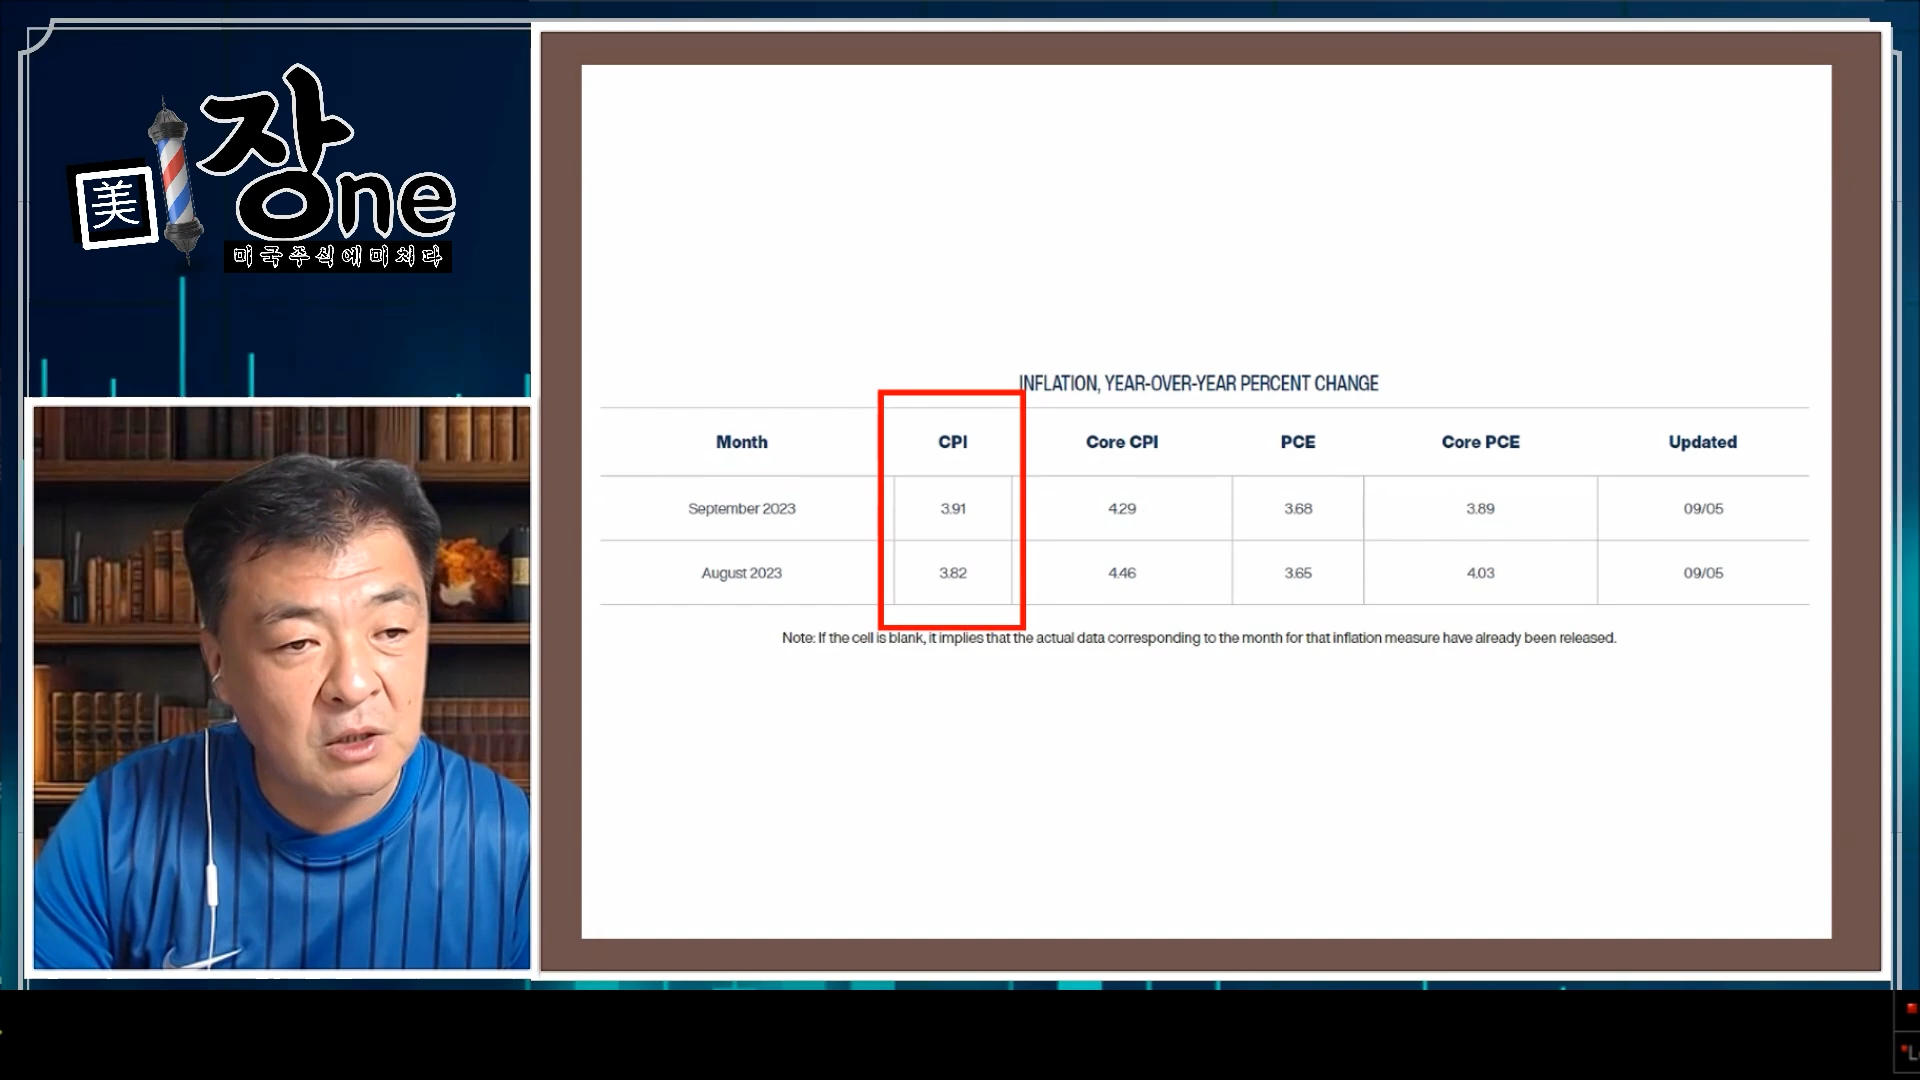 美
장one
미국주식에미치다
INFLATION, YEAR-OVER-YEAR PERCENT CHANGE
Month CPI Core CPI PCE Core PCE Updated
September 2023 3.91 4.29 3.68 3.89 09/05
August 2023 3.82 4.46 3.65 4.03 09/05
Note: If the cell is blank, it implies that the actual data corresponding to the month for that inflation measure have already been released.